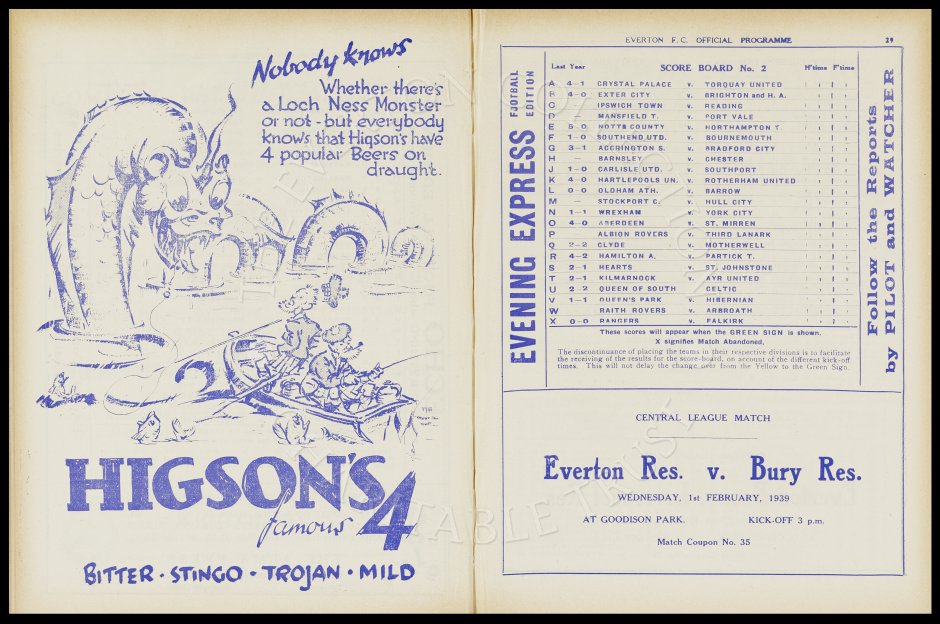 Nobody knows
Whether there's
a Loch Ness Monster
or not - but everybody
knows that Higson's have
4 popular Beers on
draught.
HIGSON'S
famous 4
BITTER · STINGO · TROJAN · MILD
EVERTON F.C. OFFICIAL PROGRAMME 29
EVENING EXPRESS FOOTBALL EDITION
Last Year SCORE BOARD No. 2 H'time F'time
A 4-1 CRYSTAL PALACE v. TORQUAY UNITED
B 4-0 EXTER CITY v. BRIGHTON and H. A.
C IPSWICH TOWN v. READING
D MANSFIELD T. v. PORT VALE
E 5-0 NOTTS COUNTY v. NORTHAMPTON T.
F 1-0 SOUTHEND UTD. v. BOURNEMOUTH
G 3-1 ACCRINGTON S. v. BRADFORD CITY
H — BARNSLEY v. CHESTER
J 1-0 CARLISLE UTD. v. SOUTHPORT
K 4-0 HARTLEPOOLS UN. v. ROTHERHAM UNITED
L 0-0 OLDHAM ATH. v. BARROW
M — STOCKPORT C. v. HULL CITY
N 1-1 WREXHAM v. YORK CITY
O 4-0 ABERDEEN v. ST. MIRREN
P ALBION ROVERS v. THIRD LANARK
Q 2-2 CLYDE v. MOTHERWELL
R 4-2 HAMILTON A. v. PARTICK T.
S 2-1 HEARTS v. ST. JOHNSTONE
T 2-1 KILMARNOCK v. AYR UNITED
U 2-2 QUEEN OF SOUTH CELTIC
V 1-1 QUEEN'S PARK v. HIBERNIAN
W RAITH ROVERS v. ARBROATH
X 0-0 RANGERS v. FALKIRK
These scores will appear when the GREEN SIGN is shown.
X signifies Match Abandoned,
The discontinuance of placing the teams in their respective divisions is to facilitate
the receiving of the results for the score-board, on account of the different kick-off
times. This will not delay the change over from the Yellow to the Green Sign.
Follow the Reports
by PILOT and WATCHER
CENTRAL LEAGUE MATCH
Everton Res. v. Bury Res.
WEDNESDAY, 1st FEBRUARY, 1939
AT GOODISON PARK. KICK-OFF 3 p.m.
Match Coupon No. 35